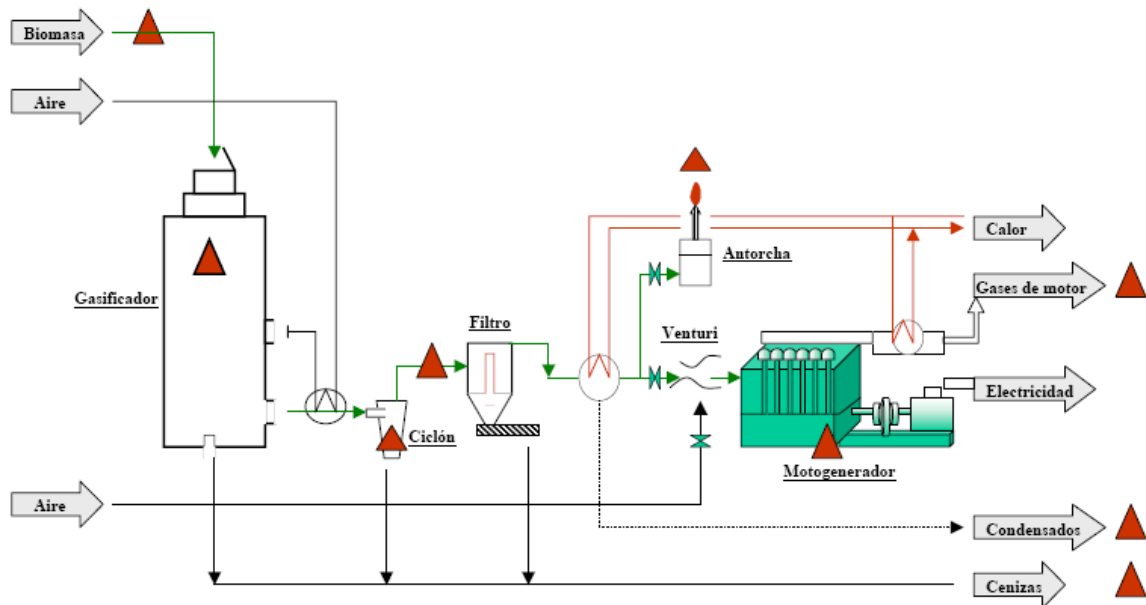 Biomasa
Aire
Antorcha
Calor
Gasificador
Gases de motor
Filtro
Venturi
Electricidad
Ciclón
Motogenerador
Aire
Condensados
Cenizas